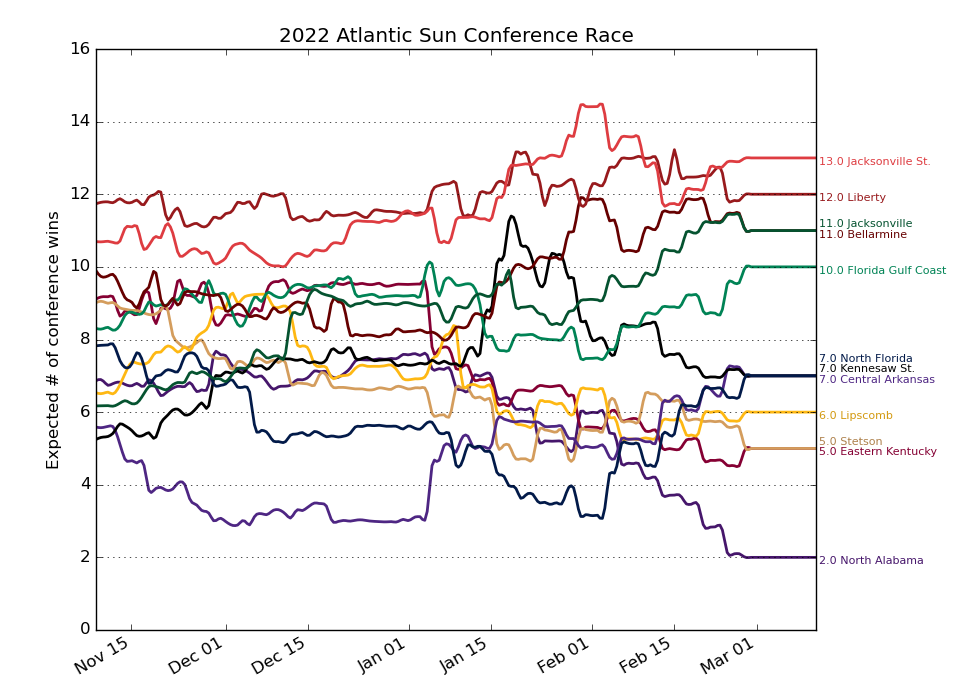 2022 Atlantic Sun Conference Race
Expected # of conference wins
16
14
12
10
8
6
4
2
0
Nov 15
Dec 01
Dec 15
Jan 01
Jan 15
Feb 01
Feb 15
Mar 01
13.0 Jacksonville St.
12.0 Liberty
11.0 Jacksonville
11.0 Bellarmine
10.0 Florida Gulf Coast
7.0 North Florida
7.0 Kennesaw St.
7.0 Central Arkansas
6.0 Lipscomb
5.0 Stetson
5.0 Eastern Kentucky
2.0 North Alabama